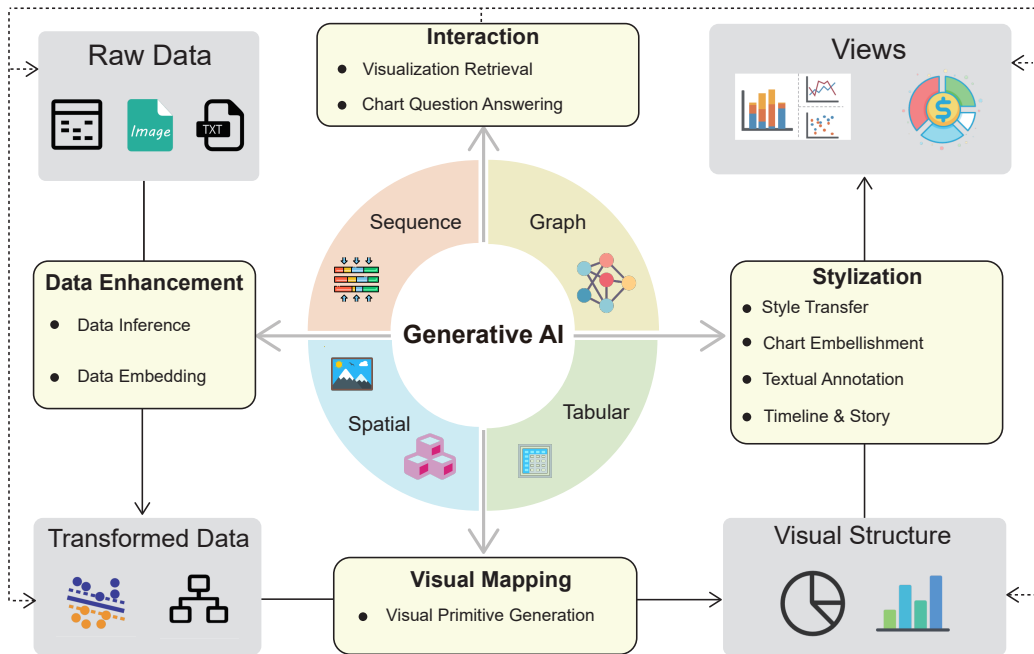 Raw Data
Image
TXT
Interaction
Visualization Retrieval
Chart Question Answering
Views
$
Sequence
Graph
Data Enhancement
Data Inference
Data Embedding
Generative AI
Stylization
Style Transfer
Chart Embellishment
Textual Annotation
Timeline & Story
Spatial
Tabular
Transformed Data
Visual Mapping
Visual Primitive Generation
Visual Structure